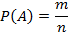 P(A) = m/n